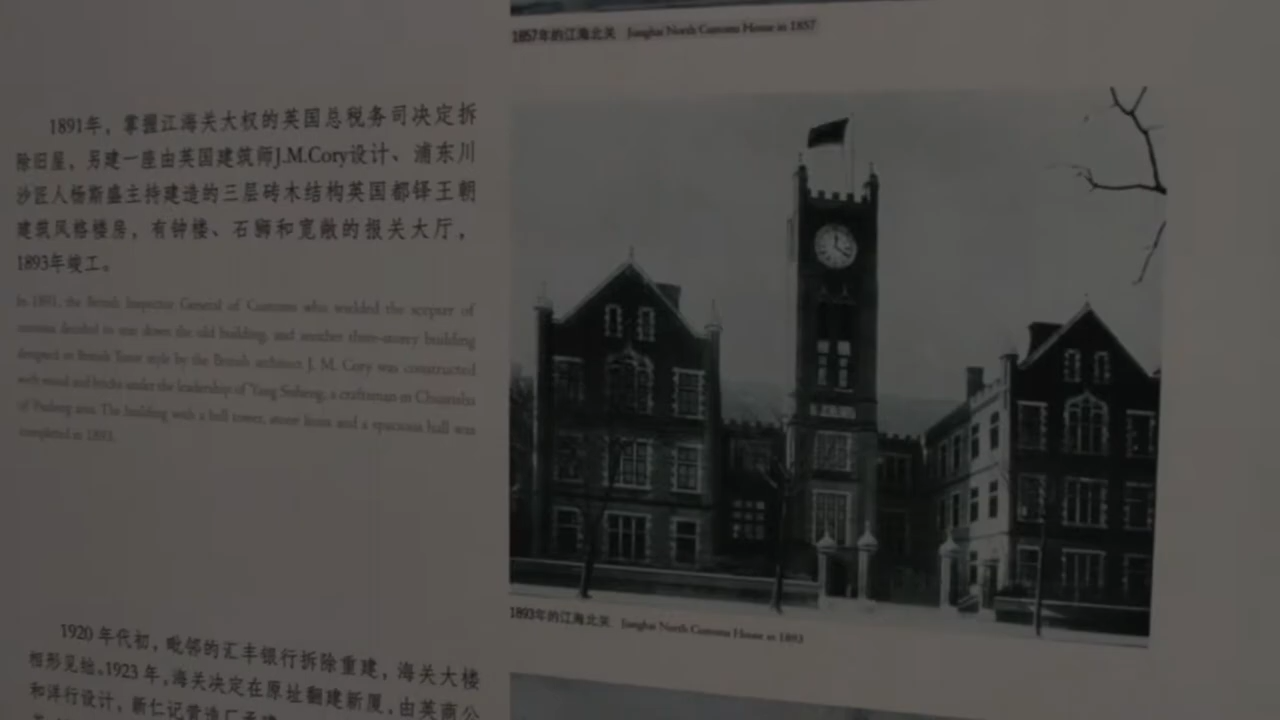 1857年的江海北关 Jianghai North Customs House in 1857
1891年，掌握江海关大权的英国总税务司决定拆
除旧屋，另建一座由英国建筑师J.M.Cory设计、浦东川
沙匠人杨斯盛主持建造的三层砖木结构英国都铎王朝
建筑风格楼房，有钟楼、石狮和宽敞的报关大厅，
1893年竣工。
In 1891, the British Inspector General of Customs who wielded the scepter of
customs decided to tear down the old building, and another three-storey building
designed in British Tudor style by the British architect J. M. Cory was constructed
with wood and bricks under the leadership of Yang Sisheng, a craftsman in Chuansha
of Pudong area. The building with a bell tower, stone lions and a spacious hall was
completed in 1893.
1893年的江海北关 Jianghai North Customs House in 1893
1920 年代初，毗邻的汇丰银行拆除重建，海关大楼
相形见绌。1923 年，海关决定在原址翻建新厦，由英商公
和洋行设计，新仁记营造厂承建